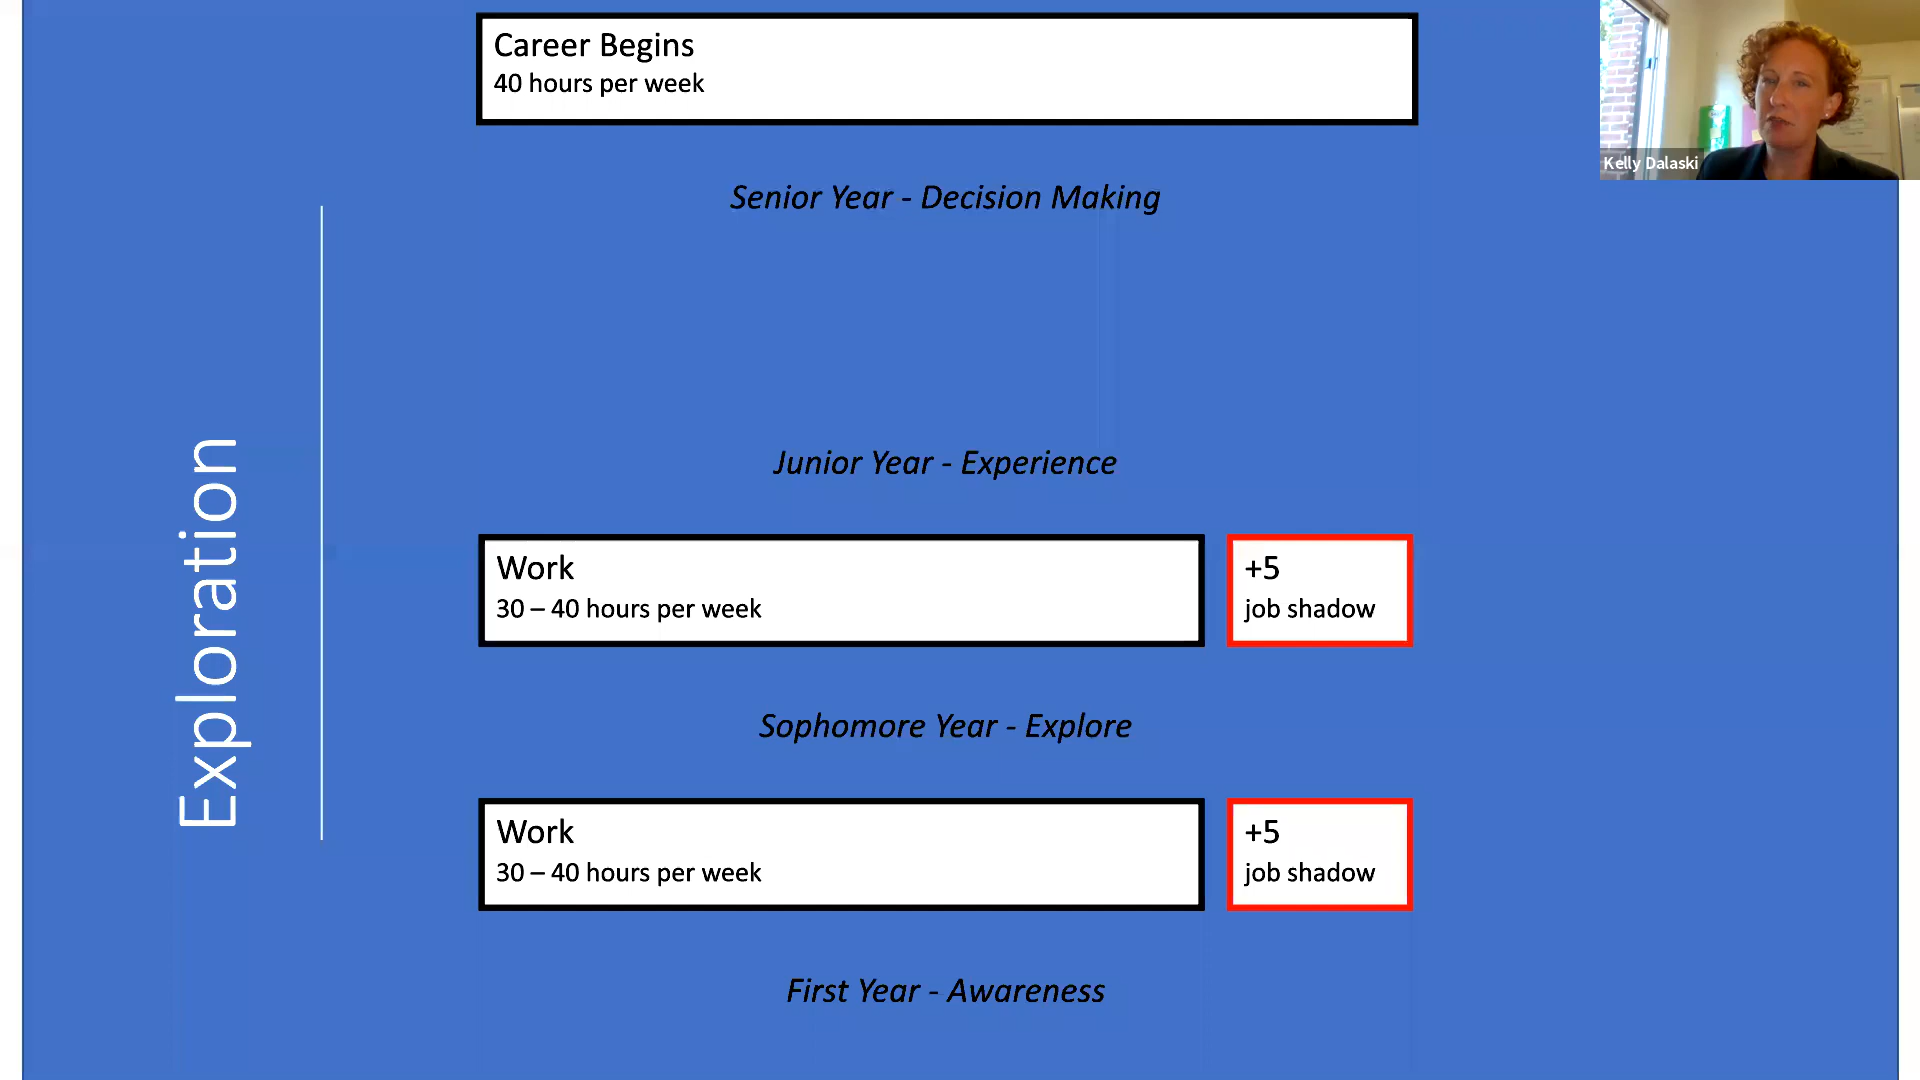 Career Begins
40 hours per week
Kelly Dalaski
Senior Year - Decision Making
Junior Year - Experience
Exploration
Work
30 – 40 hours per week
+5
job shadow
Sophomore Year - Explore
Work
30 – 40 hours per week
+5
job shadow
First Year - Awareness